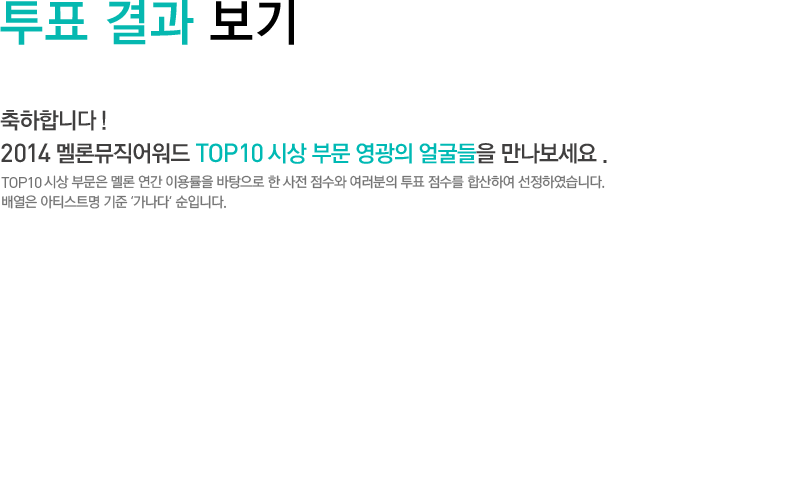 투표 결과 보기
축하합니다 !
2014 멜론뮤직어워드 TOP10 시상 부문 영광의 얼굴들을 만나보세요 .
TOP10 시상 부문은 멜론 연간 이용률을 바탕으로 한 사전 점수와 여러분의 투표 점수를 합산하여 선정하였습니다.
배열은 아티스트명 기준 '가나다' 순입니다.